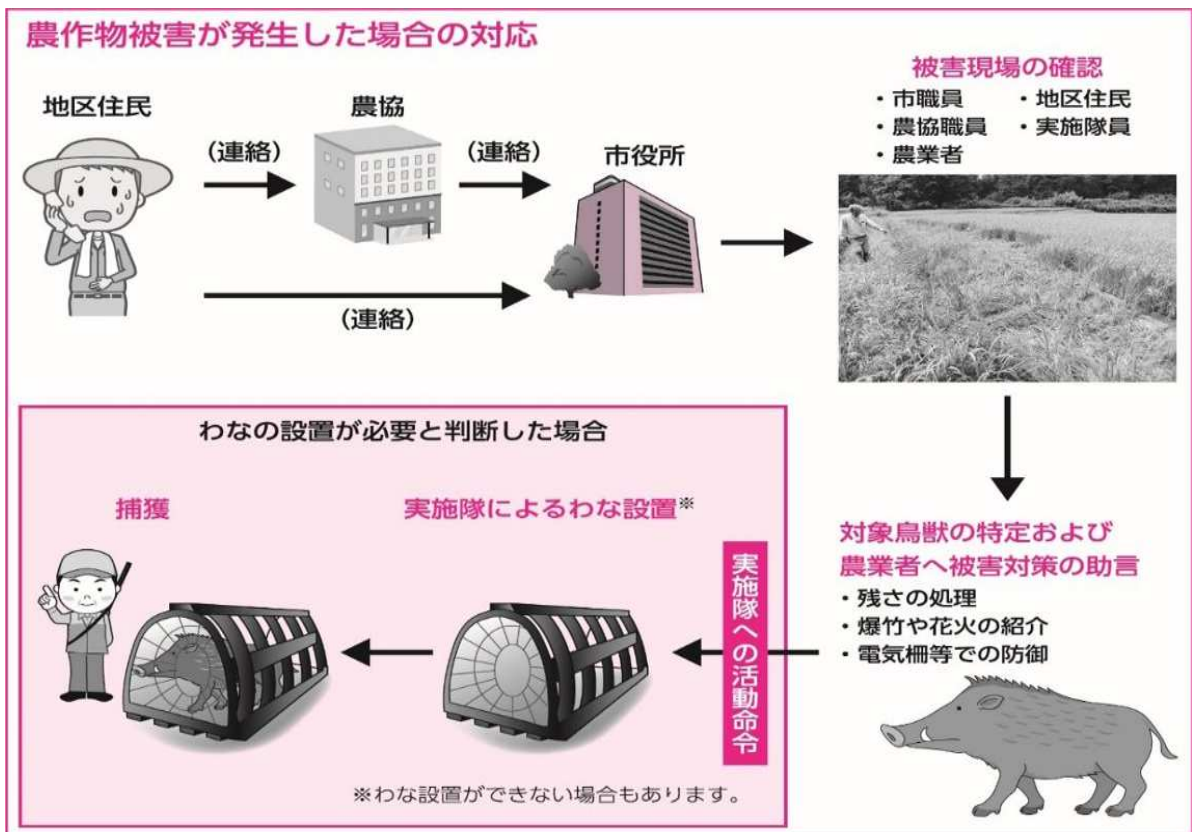 農作物被害が発生した場合の対応
地区住民
(連絡)
農協
(連絡)
市役所
(連絡)
被害現場の確認
・市職員 ・地区住民
・農協職員 ・実施隊員
・農業者
対象鳥獣の特定および
農業者へ被害対策の助言
・残さの処理
・爆竹や花火の紹介
・電気柵等での防御
わなの設置が必要と判断した場合
実施隊への活動命令
実施隊によるわな設置※
捕獲
※わな設置ができない場合もあります。